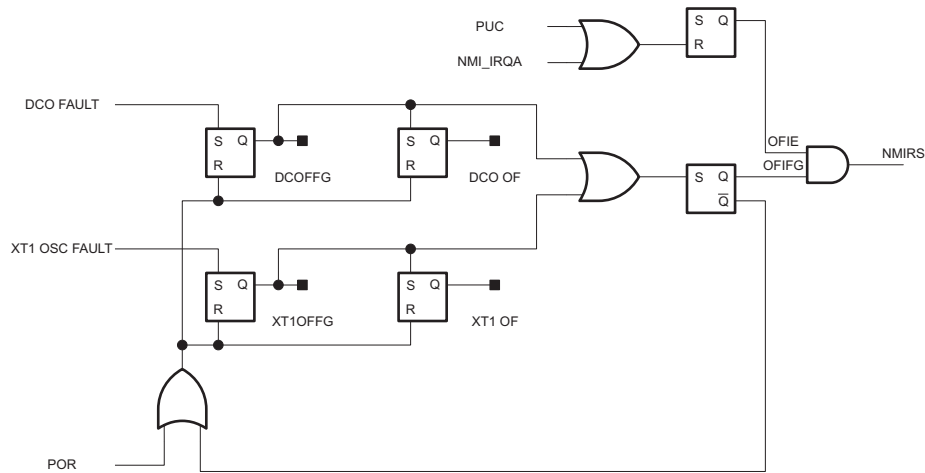 PUC
S Q
R
NMI_IRQA
DCO FAULT
S Q
R
DCOFFG
S Q
R
DCO OF
OFIE
OFIFG
NMIRS
S Q
Q̅
XT1 OSC FAULT
S Q
R
XT1OFFG
S Q
R
XT1 OF
POR